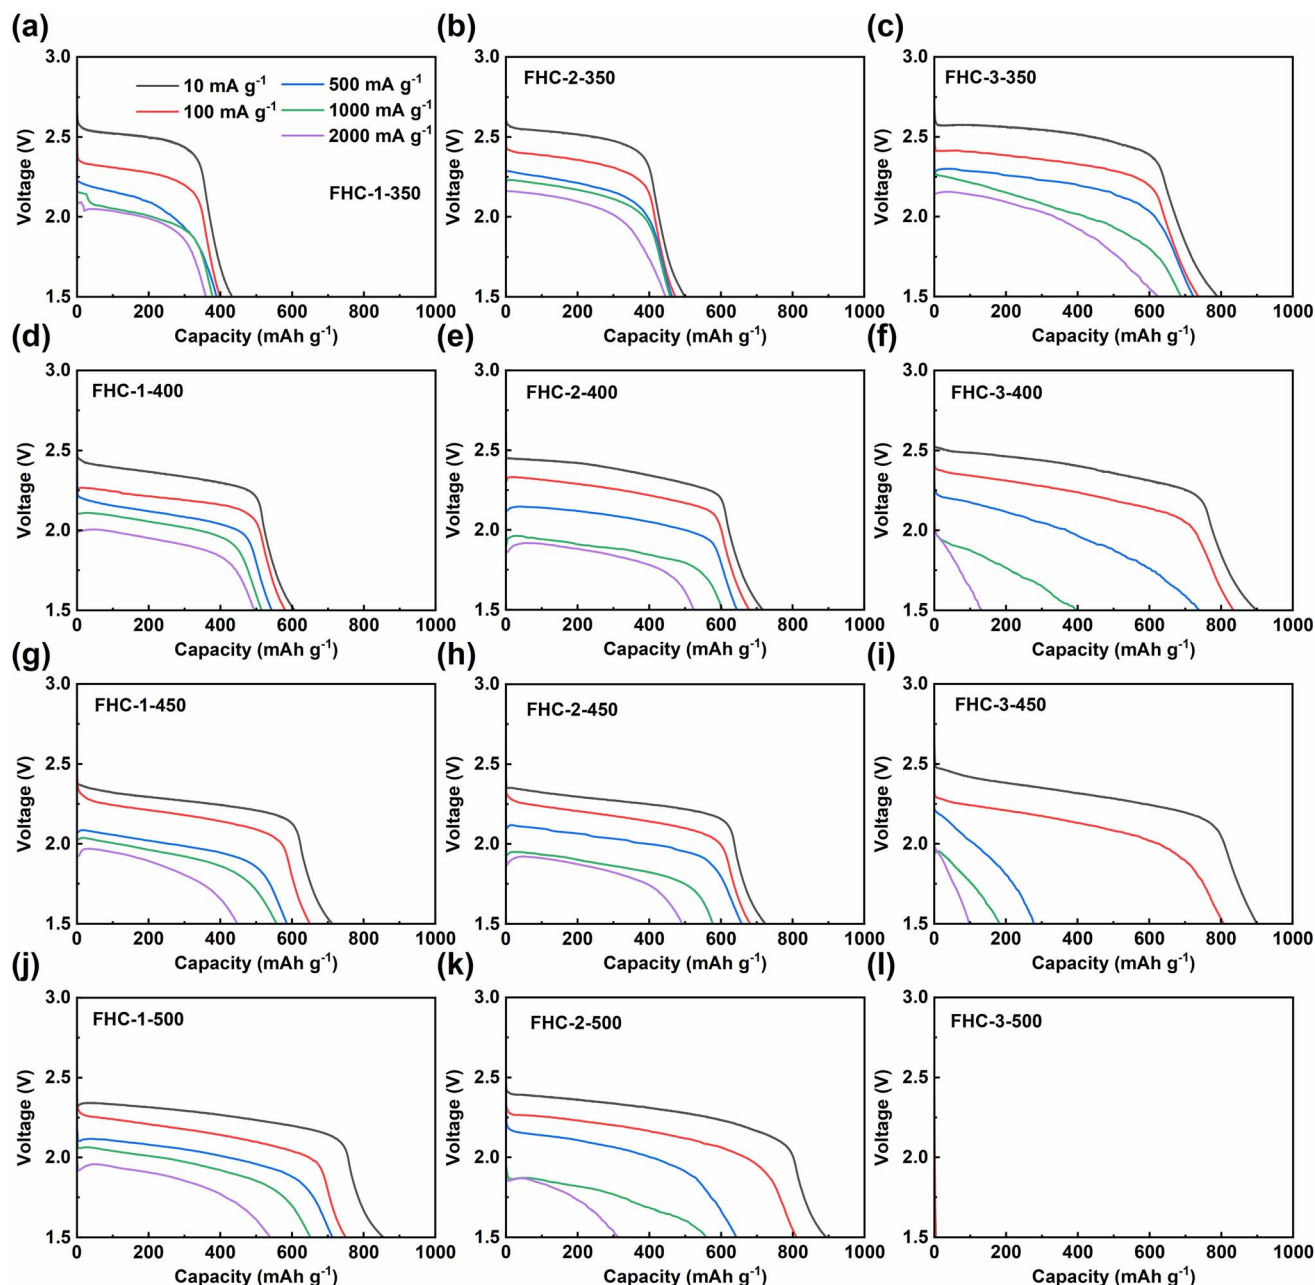 (a)
(b)
(c)
3.0
2.5
2.0
1.5
Voltage (V)
10 mA g⁻¹
100 mA g⁻¹
500 mA g⁻¹
1000 mA g⁻¹
2000 mA g⁻¹
FHC-1-350
0 200 400 600 800 1000
Capacity (mAh g⁻¹)
3.0
2.5
2.0
1.5
Voltage (V)
FHC-2-350
0 200 400 600 800 1000
Capacity (mAh g⁻¹)
3.0
2.5
2.0
1.5
Voltage (V)
FHC-3-350
0 200 400 600 800 1000
Capacity (mAh g⁻¹)
(d)
(e)
(f)
3.0
2.5
2.0
1.5
Voltage (V)
FHC-1-400
0 200 400 600 800 1000
Capacity (mAh g⁻¹)
3.0
2.5
2.0
1.5
Voltage (V)
FHC-2-400
0 200 400 600 800 1000
Capacity (mAh g⁻¹)
3.0
2.5
2.0
1.5
Voltage (V)
FHC-3-400
0 200 400 600 800 1000
Capacity (mAh g⁻¹)
(g)
(h)
(i)
3.0
2.5
2.0
1.5
Voltage (V)
FHC-1-450
0 200 400 600 800 1000
Capacity (mAh g⁻¹)
3.0
2.5
2.0
1.5
Voltage (V)
FHC-2-450
0 200 400 600 800 1000
Capacity (mAh g⁻¹)
3.0
2.5
2.0
1.5
Voltage (V)
FHC-3-450
0 200 400 600 800 1000
Capacity (mAh g⁻¹)
(j)
(k)
(l)
3.0
2.5
2.0
1.5
Voltage (V)
FHC-1-500
0 200 400 600 800 1000
Capacity (mAh g⁻¹)
3.0
2.5
2.0
1.5
Voltage (V)
FHC-2-500
0 200 400 600 800 1000
Capacity (mAh g⁻¹)
3.0
2.5
2.0
1.5
Voltage (V)
FHC-3-500
0 200 400 600 800 1000
Capacity (mAh g⁻¹)